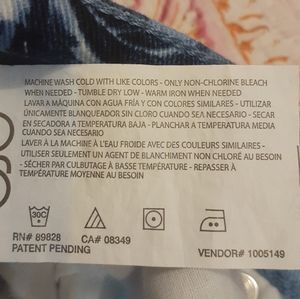 MACHINE WASH COLD WITH LIKE COLORS - ONLY NON-CHLORINE BLEACH
WHEN NEEDED - TUMBLE DRY LOW - WARM IRON WHEN NEEDED
LAVAR A MÁQUINA CON AGUA FRÍA Y CON COLORES SIMILARES - UTILIZAR
ÚNICAMENTE BLANQUEADOR SIN CLORO CUANDO SEA NECESARIO - SECAR
EN SECADORA A TEMPERATURA BAJA - PLANCHAR A TEMPERATURA MEDIA
CUANDO SEA NECESARIO
LAVER À LA MACHINE À L'EAU FROIDE AVEC DES COULEURS SIMILAIRES -
UTILISER SEULEMENT UN AGENT DE BLANCHIMENT NON CHLORÉ AU BESOIN
- SÉCHER PAR CULBUTAGE À BASSE TEMPÉRATURE - REPASSER À
TEMPÉRATURE MOYENNE AU BESOIN
30C
RN# 89828 CA# 08349 VENDOR# 1005149
PATENT PENDING